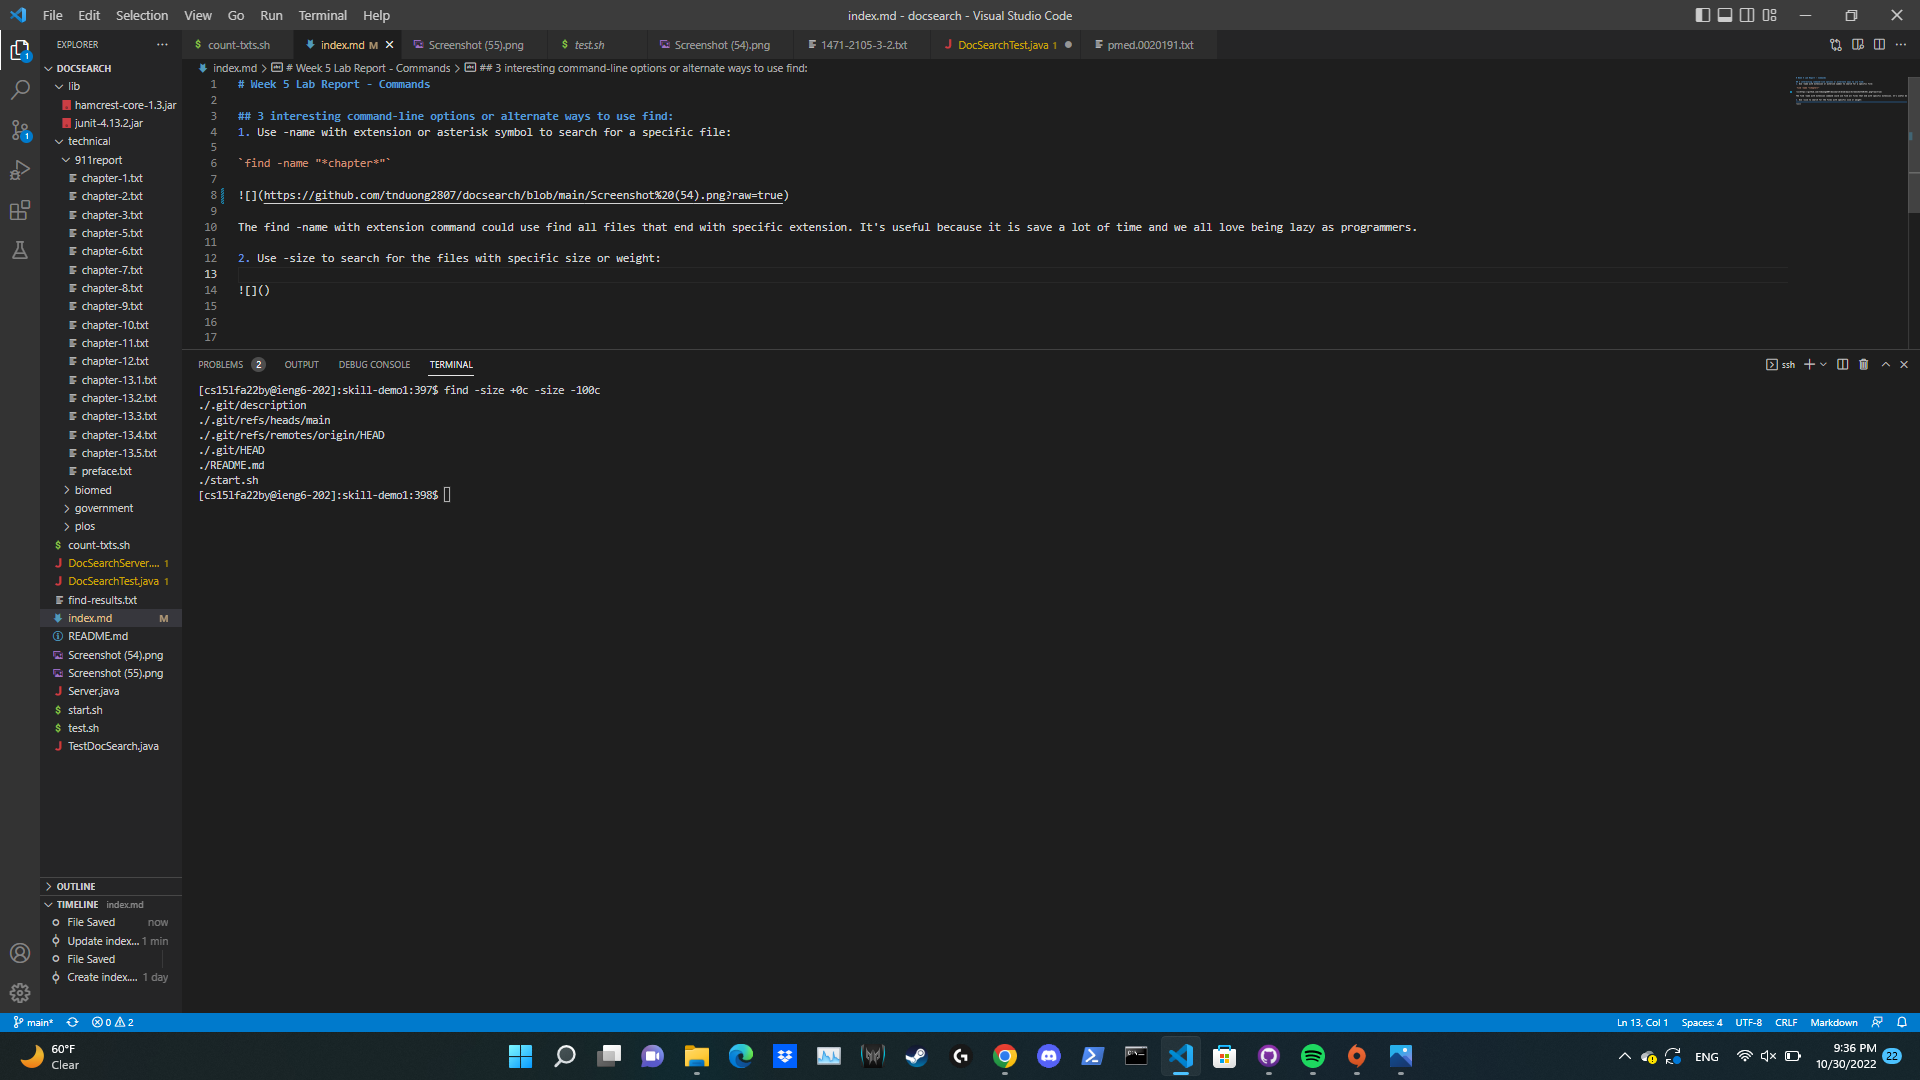 File Edit Selection View Go Run Terminal Help
index.md - docsearch - Visual Studio Code
EXPLORER
DOCSEARCH
lib
hamcrest-core-1.3.jar
junit-4.13.2.jar
technical
911report
chapter-1.txt
chapter-2.txt
chapter-3.txt
chapter-5.txt
chapter-6.txt
chapter-7.txt
chapter-8.txt
chapter-9.txt
chapter-10.txt
chapter-11.txt
chapter-12.txt
chapter-13.1.txt
chapter-13.2.txt
chapter-13.3.txt
chapter-13.4.txt
chapter-13.5.txt
preface.txt
biomed
government
plos
count-txts.sh
DocSearchServer.... 1
DocSearchTest.java 1
find-results.txt
index.md M
README.md
Screenshot (54).png
Screenshot (55).png
Server.java
start.sh
test.sh
TestDocSearch.java
OUTLINE
TIMELINE index.md
File Saved now
Update index... 1 min
File Saved
Create index.... 1 day
count-txts.sh
index.md M
Screenshot (55).png
test.sh
Screenshot (54).png
1471-2105-3-2.txt
DocSearchTest.java 1
pmed.0020191.txt
index.md > # Week 5 Lab Report - Commands > ## 3 interesting command-line options or alternate ways to use find:
1 # Week 5 Lab Report - Commands
2
3 ## 3 interesting command-line options or alternate ways to use find:
4 1. Use -name with extension or asterisk symbol to search for a specific file:
5
6 `find -name "*chapter*"`
7
8 ![](https://github.com/tnduong2807/docsearch/blob/main/Screenshot%20(54).png?raw=true)
9
10 The find -name with extension command could use find all files that end with specific extension. It's useful because it is save a lot of time and we all love being lazy as programmers.
11
12 2. Use -size to search for the files with specific size or weight:
13
14 ![]()
15
16
17
PROBLEMS 2 OUTPUT DEBUG CONSOLE TERMINAL
ssh
[cs15lfa22by@ieng6-202]:skill-demo1:397$ find -size +0c -size -100c
./.git/description
./.git/refs/heads/main
./.git/refs/remotes/origin/HEAD
./.git/HEAD
./README.md
./start.sh
[cs15lfa22by@ieng6-202]:skill-demo1:398$
main* 0 2
Ln 13, Col 1 Spaces: 4 UTF-8 CRLF Markdown
60°F
Clear
ENG
9:36 PM
10/30/2022
22